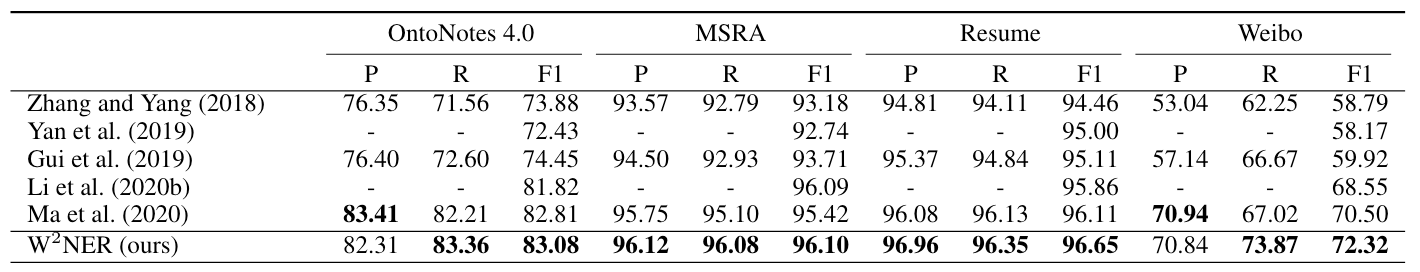 OntoNotes 4.0 MSRA Resume Weibo
P R F1 P R F1 P R F1 P R F1
Zhang and Yang (2018) 76.35 71.56 73.88 93.57 92.79 93.18 94.81 94.11 94.46 53.04 62.25 58.79
Yan et al. (2019) - - 72.43 - - 92.74 - - 95.00 - - 58.17
Gui et al. (2019) 76.40 72.60 74.45 94.50 92.93 93.71 95.37 94.84 95.11 57.14 66.67 59.92
Li et al. (2020b) - - 81.82 - - 96.09 - - 95.86 - - 68.55
Ma et al. (2020) 83.41 82.21 82.81 95.75 95.10 95.42 96.08 96.13 96.11 70.94 67.02 70.50
W²NER (ours) 82.31 83.36 83.08 96.12 96.08 96.10 96.96 96.35 96.65 70.84 73.87 72.32